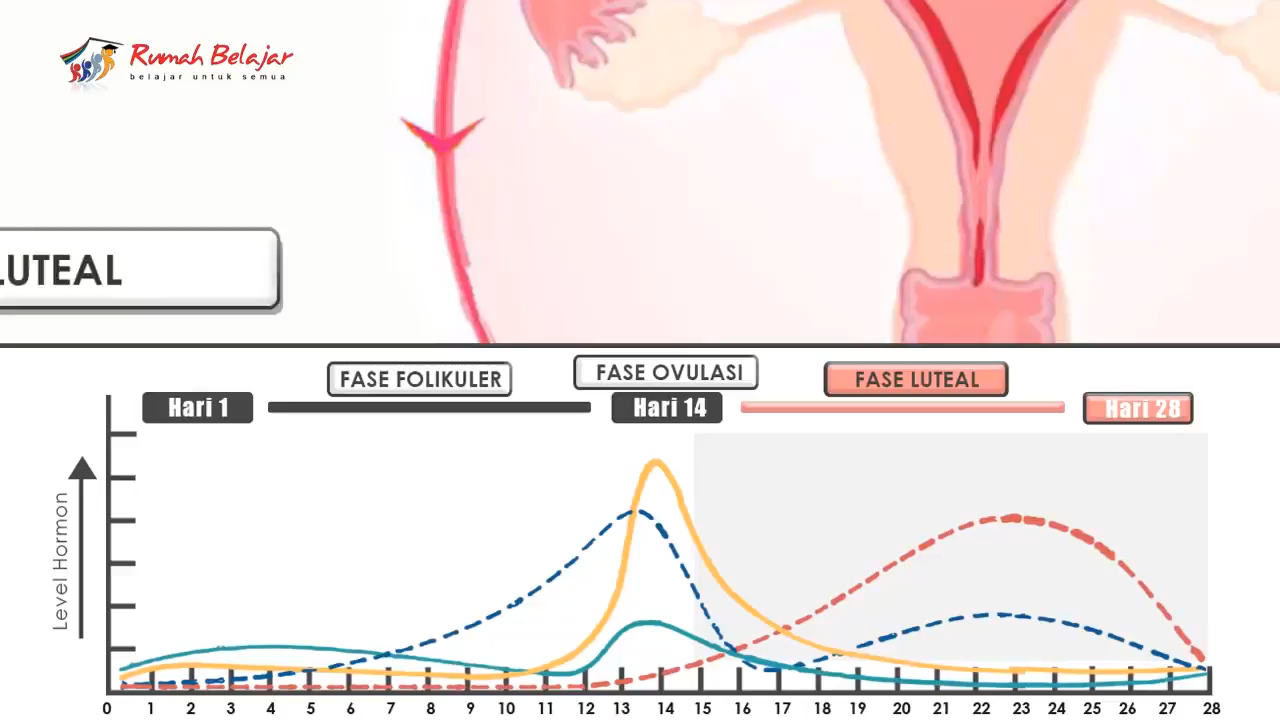 Rumah Belajar
belajar untuk semua
LUTEAL
FASE FOLIKULER
FASE OVULASI
FASE LUTEAL
Hari 1
Hari 14
Hari 28
Level Hormon
0 1 2 3 4 5 6 7 8 9 10 11 12 13 14 15 16 17 18 19 20 21 22 23 24 25 26 27 28